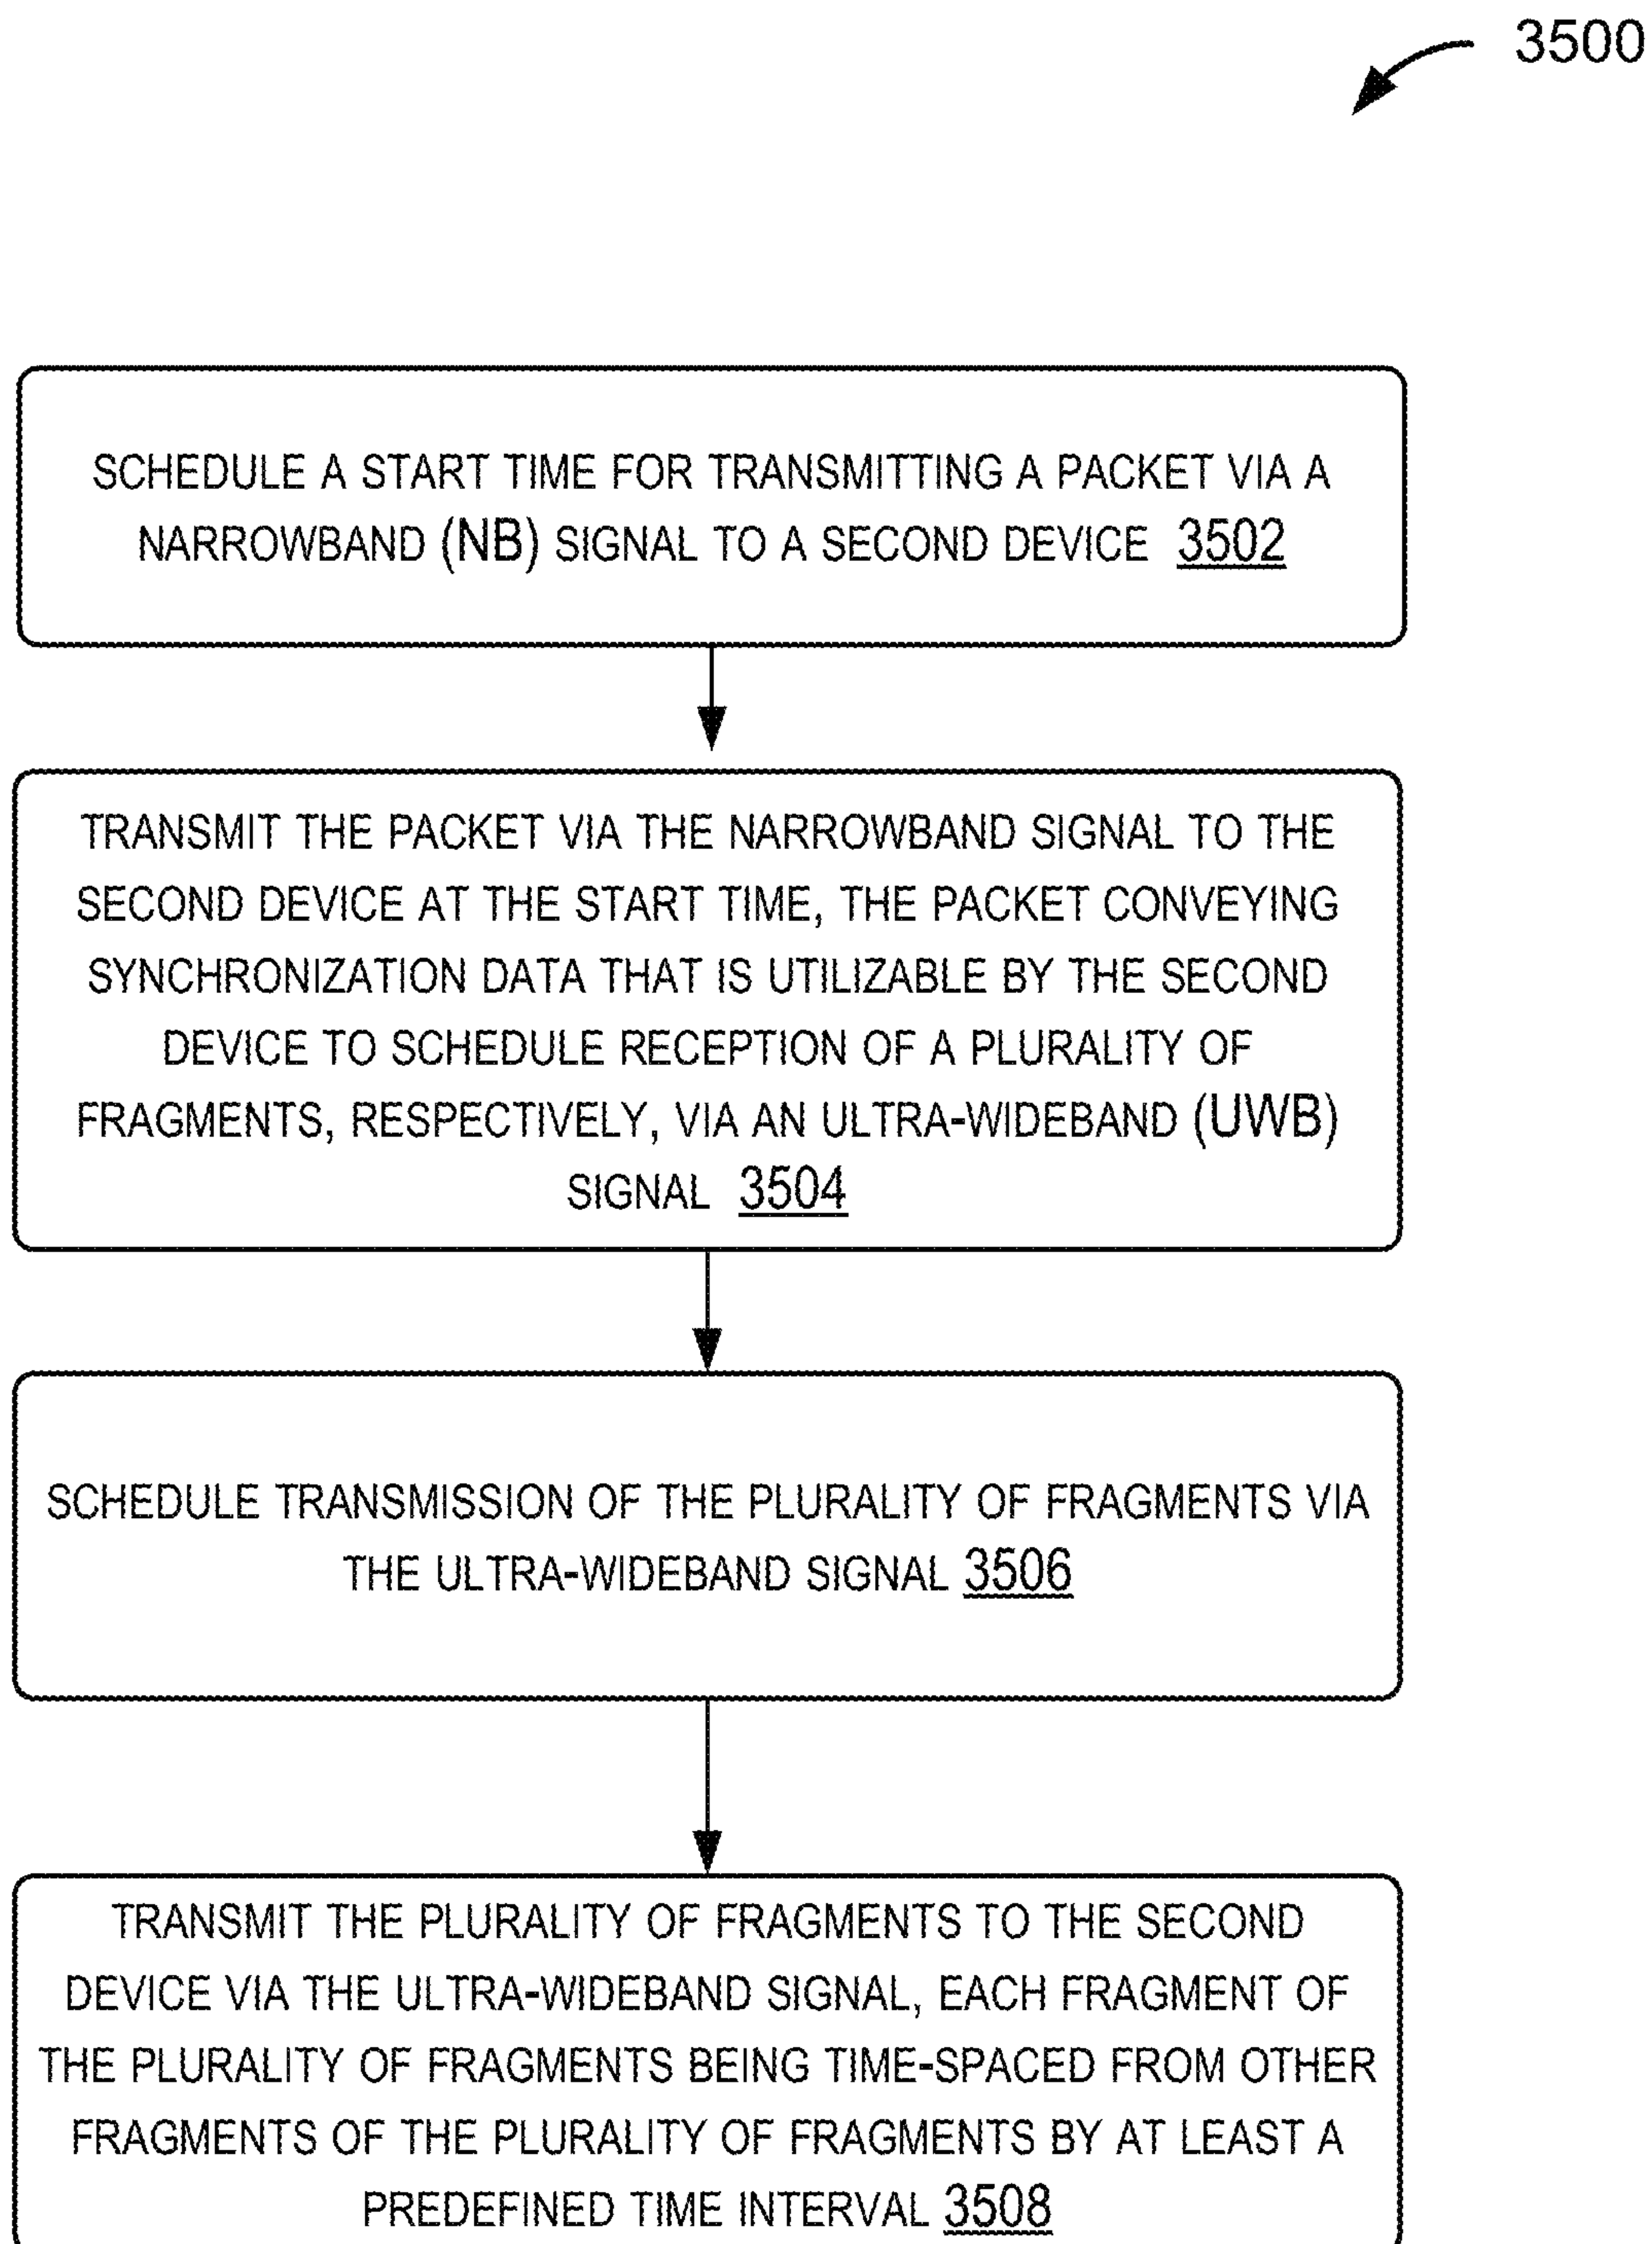 3500
SCHEDULE A START TIME FOR TRANSMITTING A PACKET VIA A
NARROWBAND (NB) SIGNAL TO A SECOND DEVICE 3502
TRANSMIT THE PACKET VIA THE NARROWBAND SIGNAL TO THE
SECOND DEVICE AT THE START TIME, THE PACKET CONVEYING
SYNCHRONIZATION DATA THAT IS UTILIZABLE BY THE SECOND
DEVICE TO SCHEDULE RECEPTION OF A PLURALITY OF
FRAGMENTS, RESPECTIVELY, VIA AN ULTRA-WIDEBAND (UWB)
SIGNAL 3504
SCHEDULE TRANSMISSION OF THE PLURALITY OF FRAGMENTS VIA
THE ULTRA-WIDEBAND SIGNAL 3506
TRANSMIT THE PLURALITY OF FRAGMENTS TO THE SECOND
DEVICE VIA THE ULTRA-WIDEBAND SIGNAL, EACH FRAGMENT OF
THE PLURALITY OF FRAGMENTS BEING TIME-SPACED FROM OTHER
FRAGMENTS OF THE PLURALITY OF FRAGMENTS BY AT LEAST A
PREDEFINED TIME INTERVAL 3508